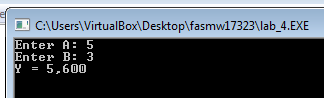 C:\Users\VirtualBox\Desktop\fasmw17323\lab_4.EXE
Enter A: 5
Enter B: 3
Y = 5,600